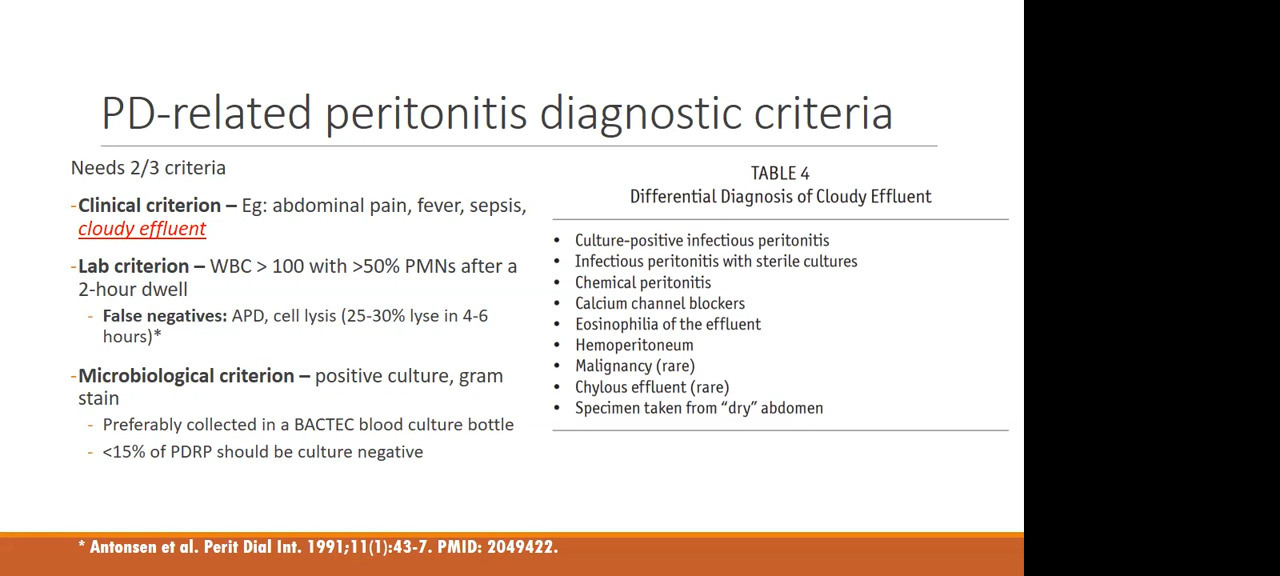 PD-related peritonitis diagnostic criteria
Needs 2/3 criteria
-Clinical criterion – Eg: abdominal pain, fever, sepsis,
cloudy effluent
-Lab criterion – WBC > 100 with >50% PMNs after a
2-hour dwell
- False negatives: APD, cell lysis (25-30% lyse in 4-6
hours)*
-Microbiological criterion – positive culture, gram
stain
- Preferably collected in a BACTEC blood culture bottle
- <15% of PDRP should be culture negative
TABLE 4
Differential Diagnosis of Cloudy Effluent
• Culture-positive infectious peritonitis
• Infectious peritonitis with sterile cultures
• Chemical peritonitis
• Calcium channel blockers
• Eosinophilia of the effluent
• Hemoperitoneum
• Malignancy (rare)
• Chylous effluent (rare)
• Specimen taken from “dry” abdomen
* Antonsen et al. Perit Dial Int. 1991;11(1):43-7. PMID: 2049422.